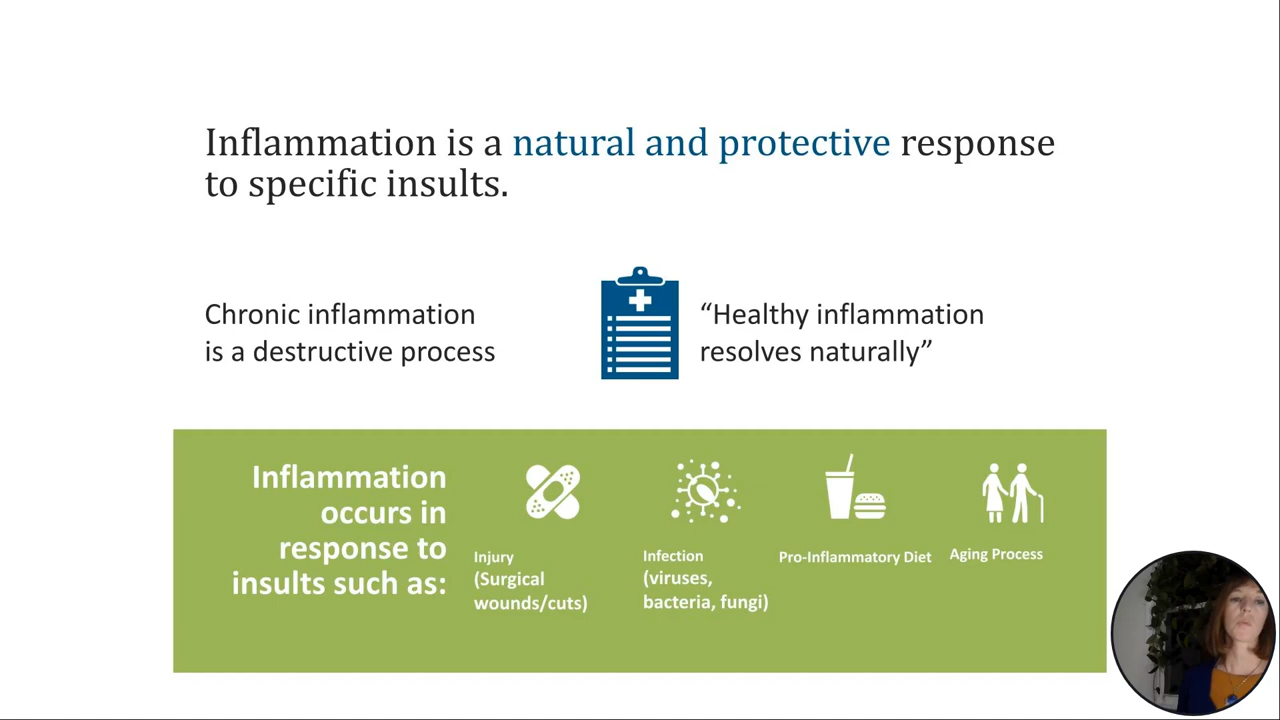 Inflammation is a natural and protective response
to specific insults.
Chronic inflammation
is a destructive process
“Healthy inflammation
resolves naturally”
Inflammation
occurs in
response to
insults such as:
Injury
(Surgical
wounds/cuts)
Infection
(viruses,
bacteria, fungi)
Pro-Inflammatory Diet
Aging Process